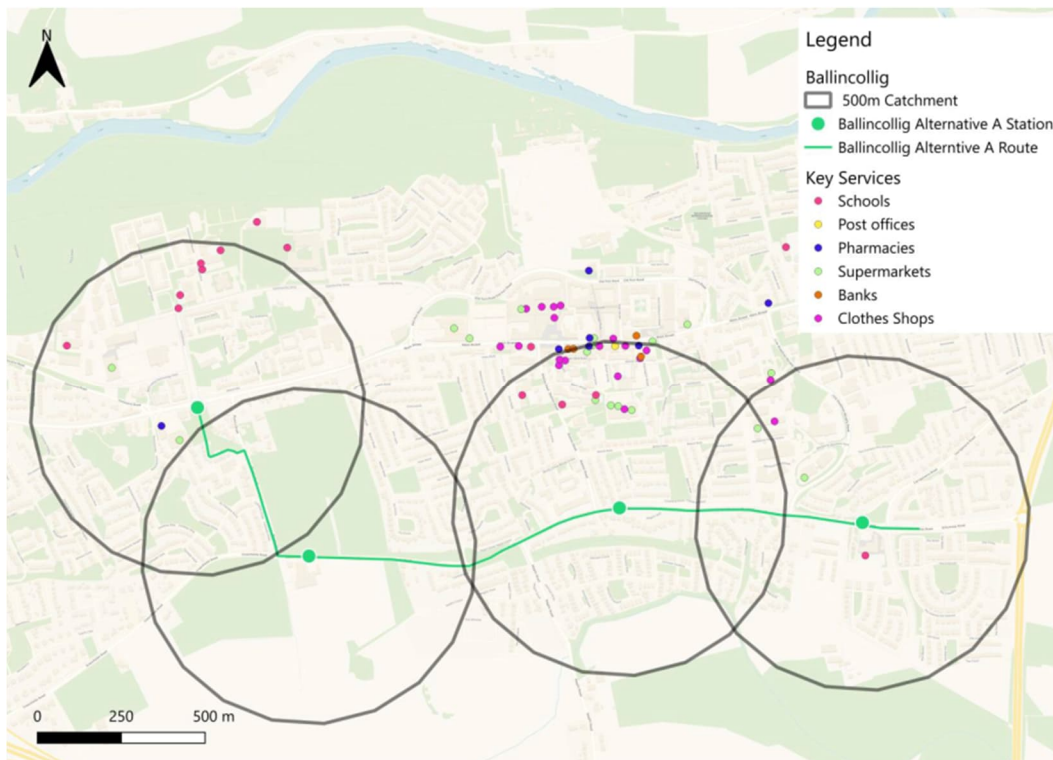 N
Legend
Ballincollig
500m Catchment
Ballincollig Alternative A Station
Ballincollig Alterntive A Route
Key Services
Schools
Post offices
Pharmacies
Supermarkets
Banks
Clothes Shops
0 250 500 m